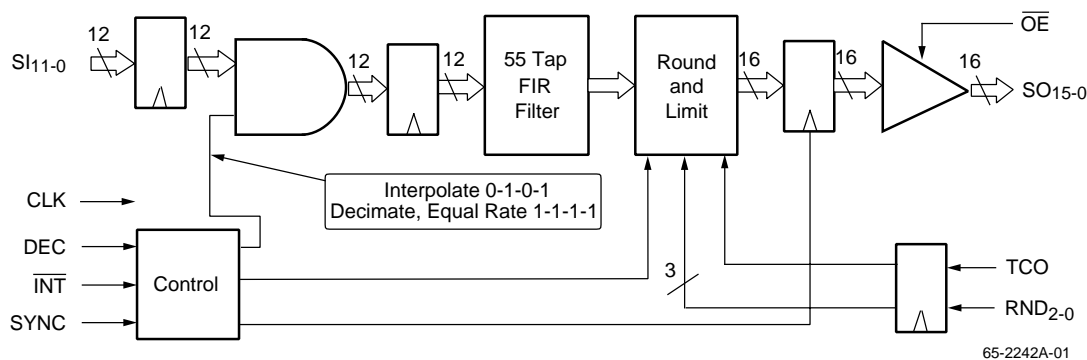 12
12
12
12
16
16
16
SI11-0
55 Tap
FIR
Filter
Round
and
Limit
OE
SO15-0
Interpolate 0-1-0-1
Decimate, Equal Rate 1-1-1-1
CLK
DEC
INT
SYNC
Control
3
TCO
RND2-0
65-2242A-01